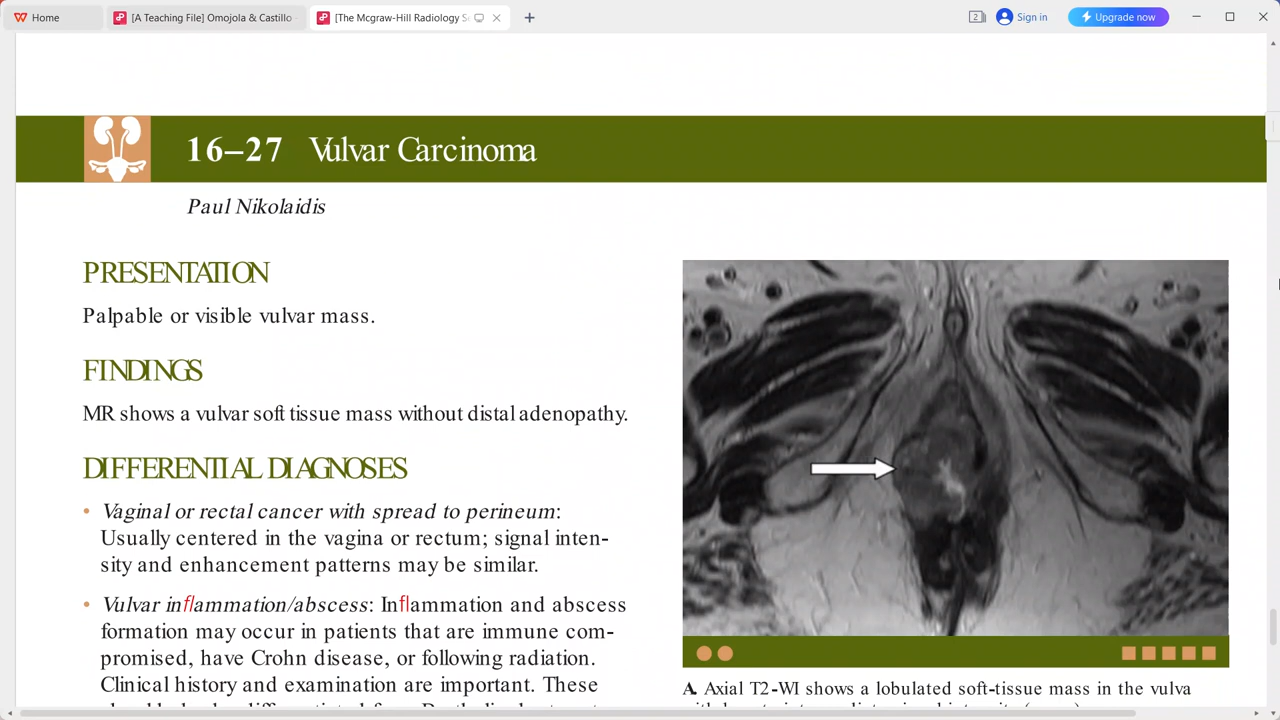 Home
[A Teaching File] Omojola & Castillo
[The Mcgraw-Hill Radiology S
2
Sign in
Upgrade now
16–27 Vulvar Carcinoma
Paul Nikolaidis
PRESENTATION
Palpable or visible vulvar mass.
FINDINGS
MR shows a vulvar soft tissue mass without distal adenopathy.
DIFFERENTIAL DIAGNOSES
• Vaginal or rectal cancer with spread to perineum:
Usually centered in the vagina or rectum; signal inten-
sity and enhancement patterns may be similar.
• Vulvar inflammation/abscess: Inflammation and abscess
formation may occur in patients that are immune com-
promised, have Crohn disease, or following radiation.
Clinical history and examination are important. These
A. Axial T2-WI shows a lobulated soft-tissue mass in the vulva